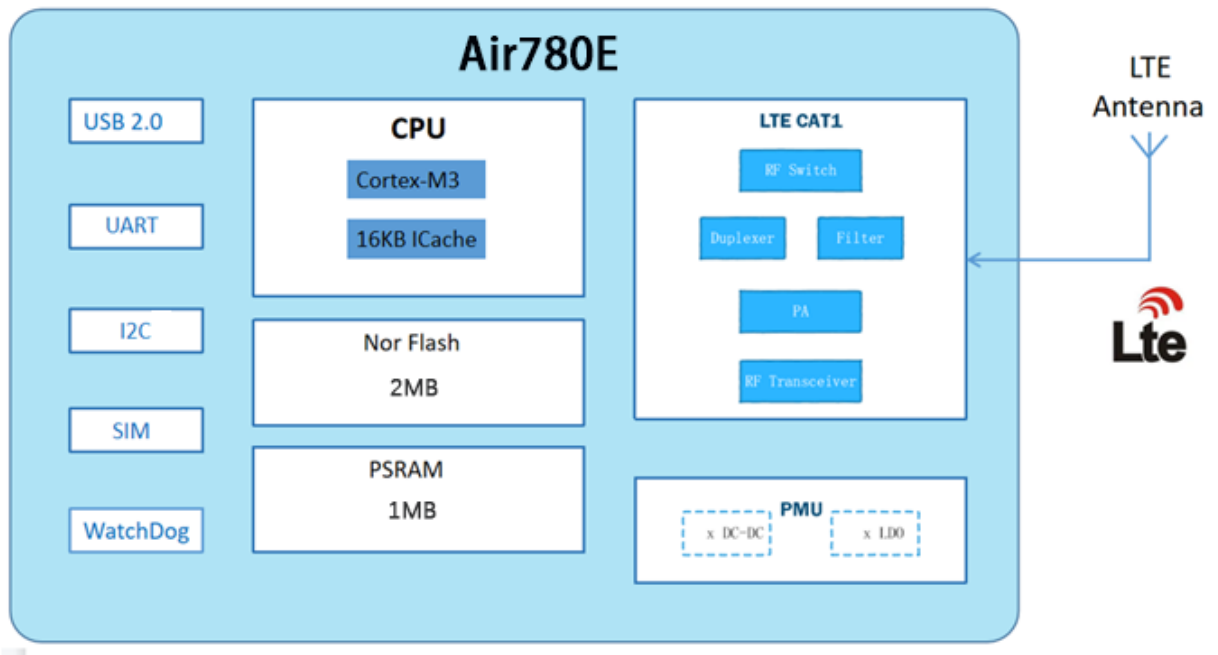 Air780E
USB 2.0
UART
I2C
SIM
WatchDog
CPU
Cortex-M3
16KB ICache
Nor Flash
2MB
PSRAM
1MB
LTE CAT1
RF Switch
Duplexer
Filter
PA
RF Transceiver
PMU
x DC-DC
x LDO
LTE
Antenna
Lte